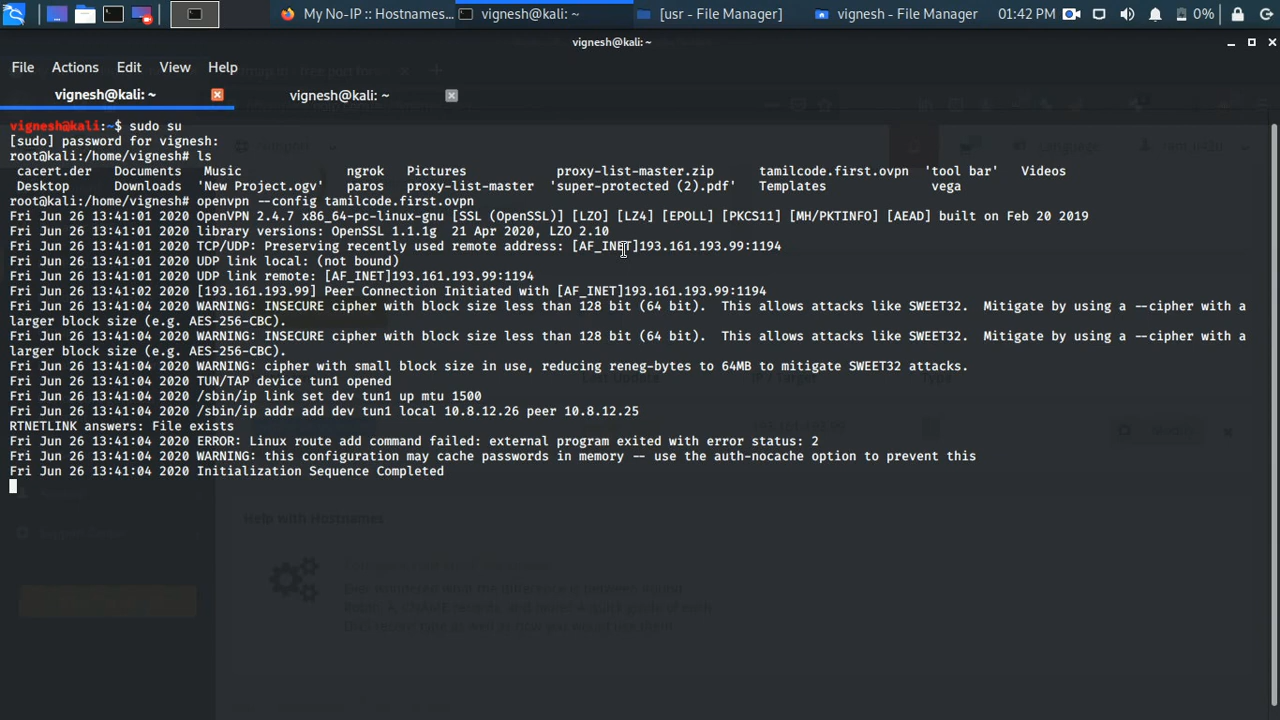 My No-IP :: Hostnames... vignesh@kali: ~ [usr - File Manager] vignesh - File Manager 01:42 PM 0%
vignesh@kali: ~
File Actions Edit View Help
vignesh@kali: ~ vignesh@kali: ~
vignesh@kali:~$ sudo su
[sudo] password for vignesh:
root@kali:/home/vignesh# ls
cacert.der Documents Music ngrok Pictures proxy-list-master.zip tamilcode.first.ovpn 'tool bar' Videos
Desktop Downloads 'New Project.ogv' paros proxy-list-master 'super-protected (2).pdf' Templates vega
root@kali:/home/vignesh# openvpn --config tamilcode.first.ovpn
Fri Jun 26 13:41:01 2020 OpenVPN 2.4.7 x86_64-pc-linux-gnu [SSL (OpenSSL)] [LZO] [LZ4] [EPOLL] [PKCS11] [MH/PKTINFO] [AEAD] built on Feb 20 2019
Fri Jun 26 13:41:01 2020 library versions: OpenSSL 1.1.1g  21 Apr 2020, LZO 2.10
Fri Jun 26 13:41:01 2020 TCP/UDP: Preserving recently used remote address: [AF_INET]193.161.193.99:1194
Fri Jun 26 13:41:01 2020 UDP link local: (not bound)
Fri Jun 26 13:41:01 2020 UDP link remote: [AF_INET]193.161.193.99:1194
Fri Jun 26 13:41:02 2020 [193.161.193.99] Peer Connection Initiated with [AF_INET]193.161.193.99:1194
Fri Jun 26 13:41:04 2020 WARNING: INSECURE cipher with block size less than 128 bit (64 bit).  This allows attacks like SWEET32.  Mitigate by using a --cipher with a
larger block size (e.g. AES-256-CBC).
Fri Jun 26 13:41:04 2020 WARNING: INSECURE cipher with block size less than 128 bit (64 bit).  This allows attacks like SWEET32.  Mitigate by using a --cipher with a
larger block size (e.g. AES-256-CBC).
Fri Jun 26 13:41:04 2020 WARNING: cipher with small block size in use, reducing reneg-bytes to 64MB to mitigate SWEET32 attacks.
Fri Jun 26 13:41:04 2020 TUN/TAP device tun1 opened
Fri Jun 26 13:41:04 2020 /sbin/ip link set dev tun1 up mtu 1500
Fri Jun 26 13:41:04 2020 /sbin/ip addr add dev tun1 local 10.8.12.26 peer 10.8.12.25
RTNETLINK answers: File exists
Fri Jun 26 13:41:04 2020 ERROR: Linux route add command failed: external program exited with error status: 2
Fri Jun 26 13:41:04 2020 WARNING: this configuration may cache passwords in memory -- use the auth-nocache option to prevent this
Fri Jun 26 13:41:04 2020 Initialization Sequence Completed
Help with Hostnames